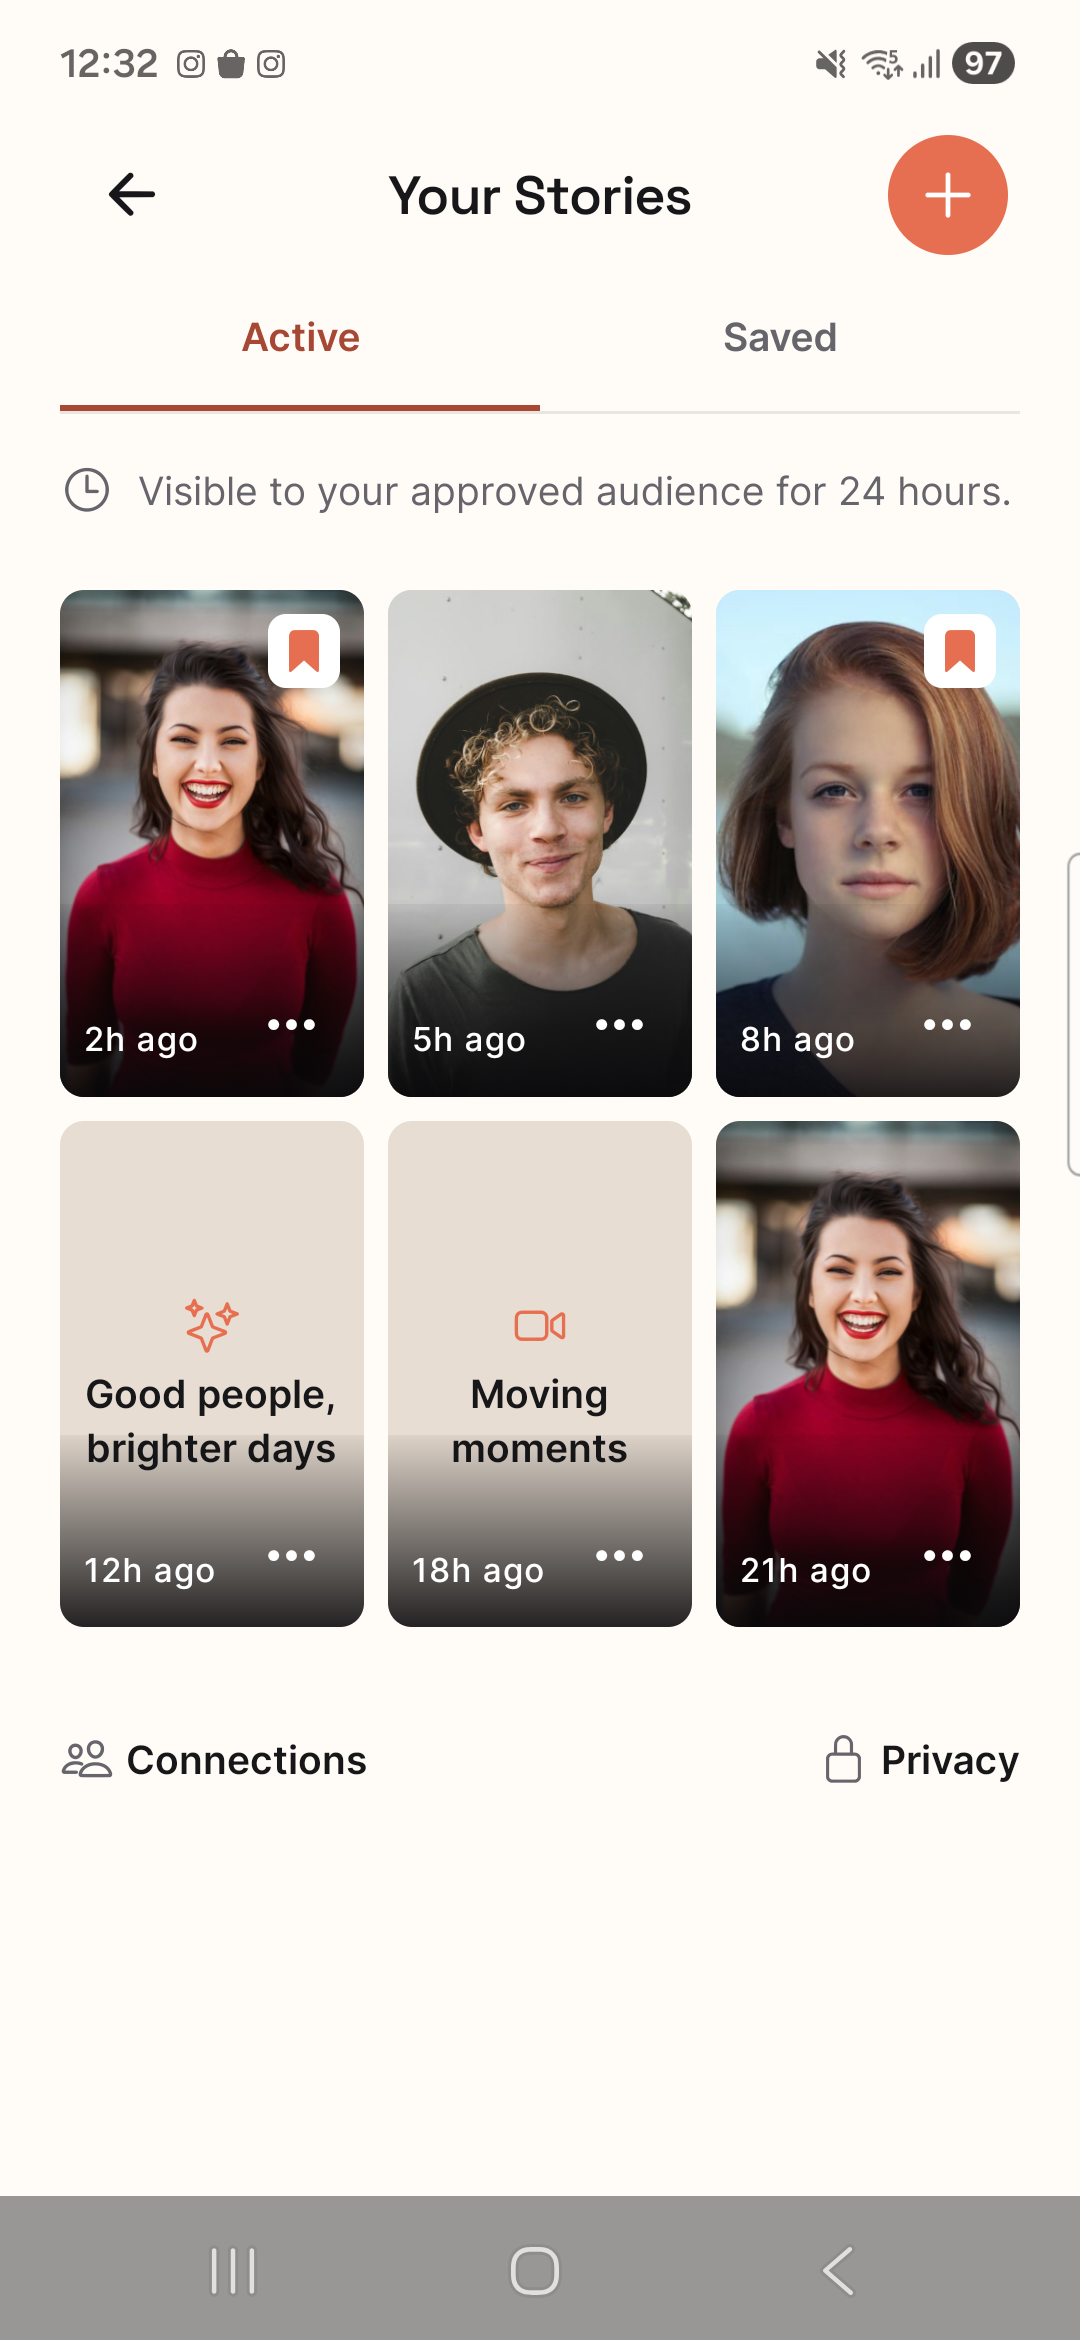 12:32
97
Your Stories
Active
Saved
Visible to your approved audience for 24 hours.
2h ago
5h ago
8h ago
Good people,
brighter days
12h ago
Moving
moments
18h ago
21h ago
Connections
Privacy